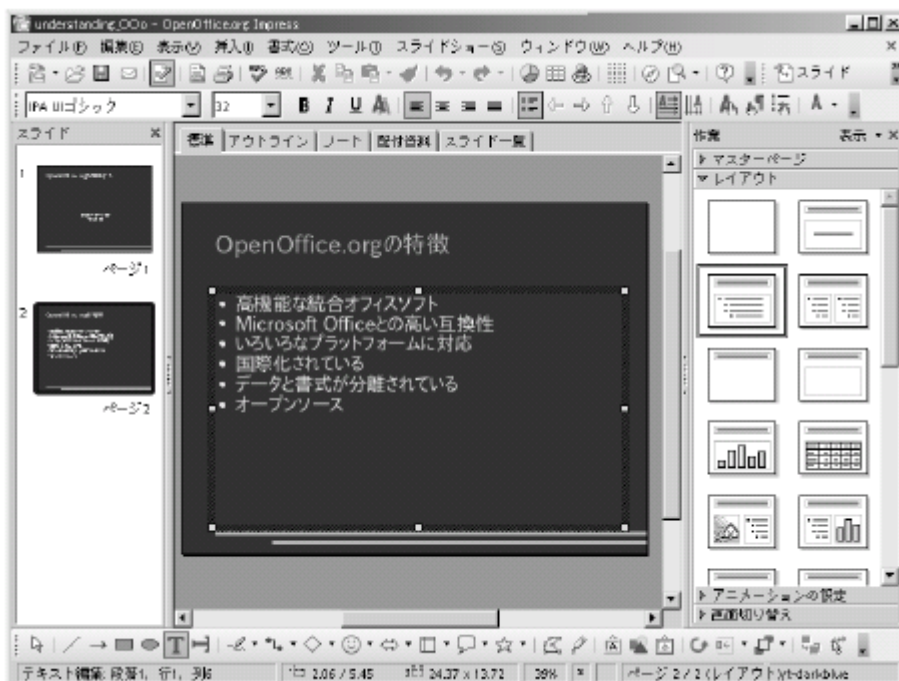 understanding_OOo - OpenOffice.org Impress
ファイル(F) 編集(E) 表示(V) 挿入(I) 書式(O) ツール(T) スライドショー(S) ウィンドウ(W) ヘルプ(H)
スライド
IPA UIゴシック 32 B I U A
スライド
標準 アウトライン ノート 配付資料 スライド一覧
作業 表示
マスターページ
レイアウト
1
ページ1
2
ページ2
OpenOffice.orgの特徴
• 高機能な統合オフィスソフト
• Microsoft Officeとの高い互換性
• いろいろなプラットフォームに対応
• 国際化されている
• データと書式が分離されている
• オープンソース
アニメーションの設定
画面切り替え
テキスト編集: 段落1, 行1, 列6 2.06 / 5.45 24.37 x 13.72 39% * ページ 2 / 2 (レイアウト) yt-darkblue